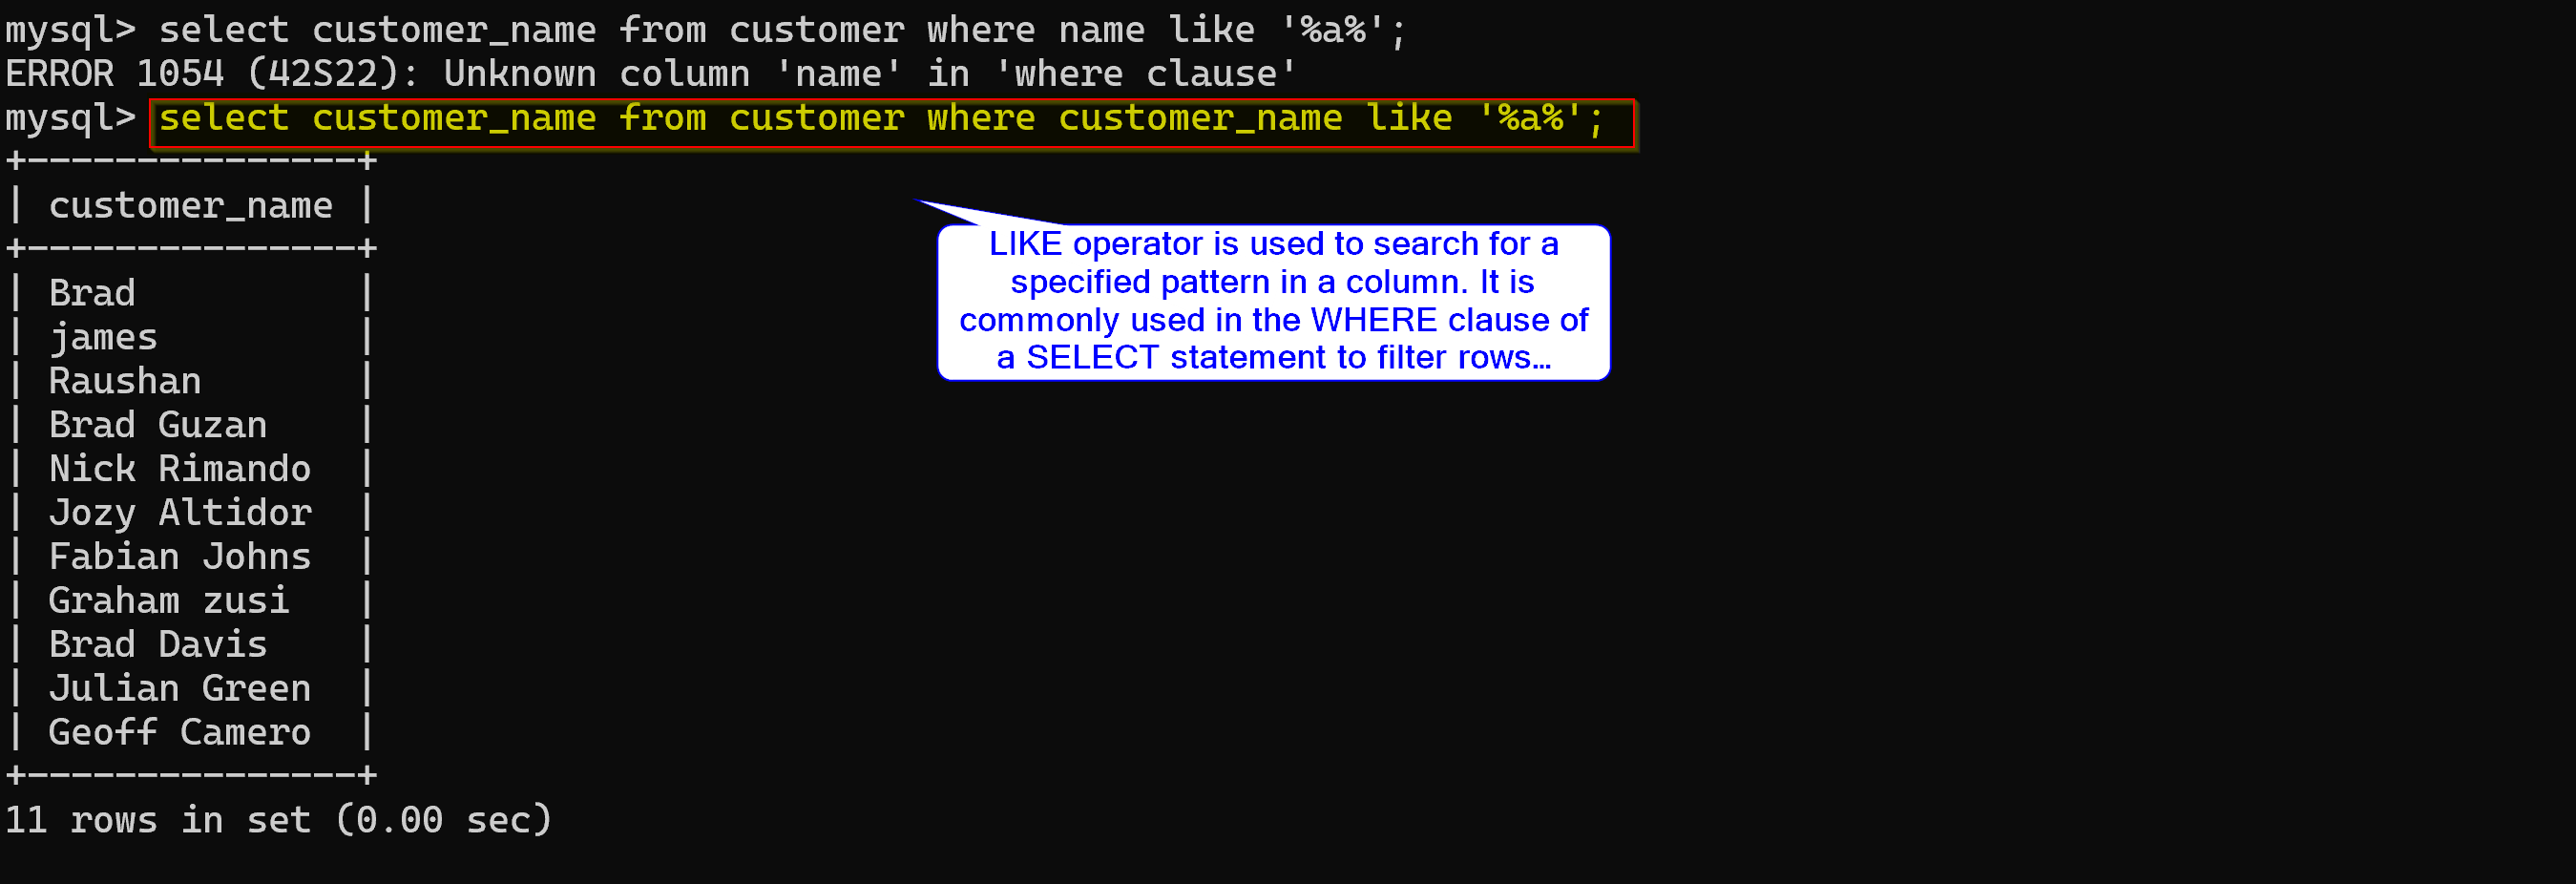 mysql> select customer_name from customer where name like '%a%';
ERROR 1054 (42S22): Unknown column 'name' in 'where clause'
mysql> select customer_name from customer where customer_name like '%a%';
+---------------+
| customer_name |
+---------------+
| Brad          |
| james         |
| Raushan       |
| Brad Guzan    |
| Nick Rimando  |
| Jozy Altidor  |
| Fabian Johns  |
| Graham zusi   |
| Brad Davis    |
| Julian Green  |
| Geoff Camero  |
+---------------+
11 rows in set (0.00 sec)
LIKE operator is used to search for a
specified pattern in a column. It is
commonly used in the WHERE clause of
a SELECT statement to filter rows...